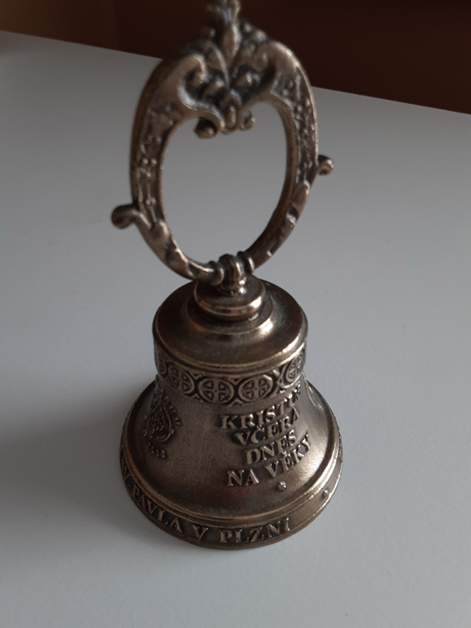 KRISTUS
VČERA
DNES
NA VĚKY
PAVLA V PLZNI